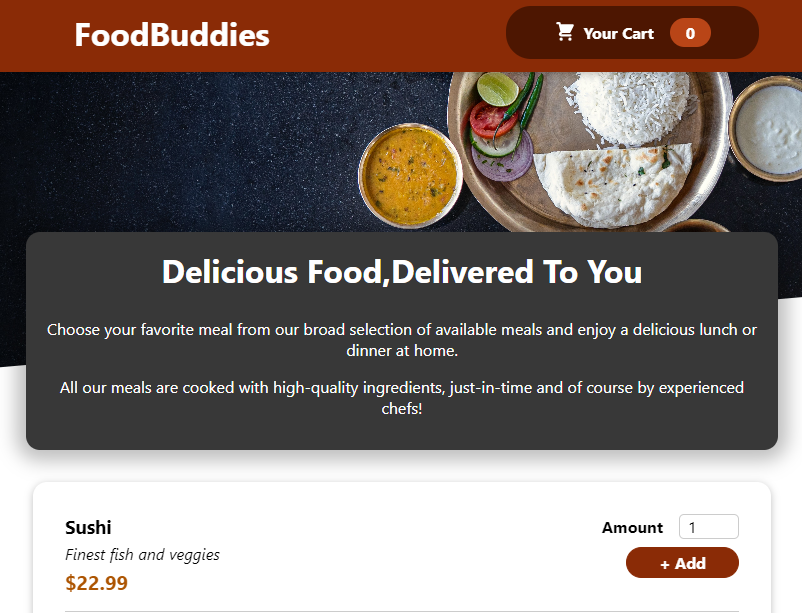 FoodBuddies
Your Cart 0
Delicious Food,Delivered To You
Choose your favorite meal from our broad selection of available meals and enjoy a delicious lunch or
dinner at home.
All our meals are cooked with high-quality ingredients, just-in-time and of course by experienced
chefs!
Sushi
Amount 1
Finest fish and veggies
+ Add
$22.99